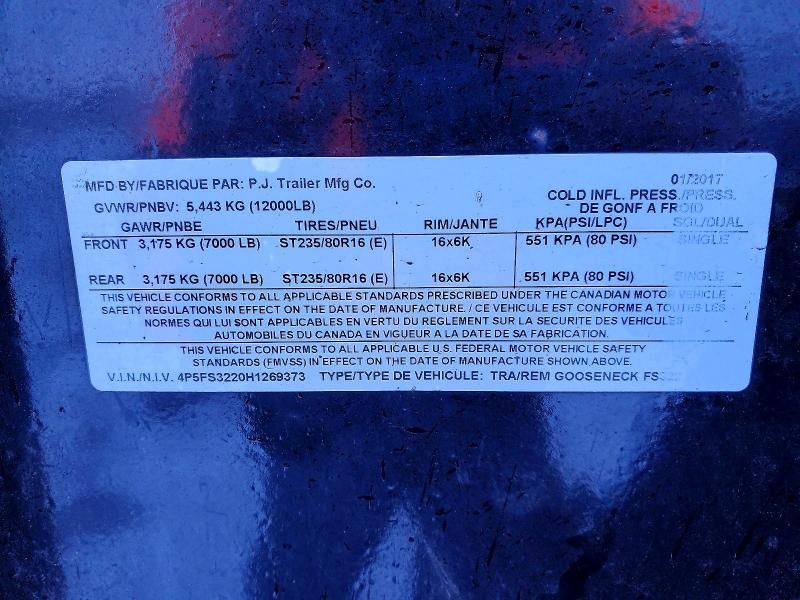 MFD BY/FABRIQUE PAR: P.J. Trailer Mfg Co. 01/2017
GVWR/PNBV: 5,443 KG (12000LB) COLD INFL. PRESS./PRESS. DE GONF A FROID
GAWR/PNBE TIRES/PNEU RIM/JANTE KPA(PSI/LPC) SGL/DUAL
FRONT 3,175 KG (7000 LB) ST235/80R16 (E) 16x6K 551 KPA (80 PSI) SINGLE
REAR 3,175 KG (7000 LB) ST235/80R16 (E) 16x6K 551 KPA (80 PSI) SINGLE
THIS VEHICLE CONFORMS TO ALL APPLICABLE STANDARDS PRESCRIBED UNDER THE CANADIAN MOTOR VEHICLE
SAFETY REGULATIONS IN EFFECT ON THE DATE OF MANUFACTURE. / CE VEHICULE EST CONFORME A TOUTES LES
NORMES QUI LUI SONT APPLICABLES EN VERTU DU REGLEMENT SUR LA SECURITE DES VEHICULES
AUTOMOBILES DU CANADA EN VIGUEUR A LA DATE DE SA FABRICATION.
THIS VEHICLE CONFORMS TO ALL APPLICABLE U.S. FEDERAL MOTOR VEHICLE SAFETY
STANDARDS (FMVSS) IN EFFECT ON THE DATE OF MANUFACTURE SHOWN ABOVE.
V.I.N./N.I.V. 4P5FS3220H1269373 TYPE/TYPE DE VEHICULE: TRA/REM GOOSENECK